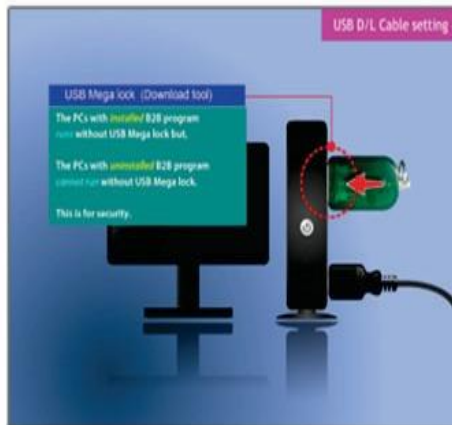 USB D/L Cable setting
USB Mega lock (Download tool)
The PCs with installed B2B program
runs without USB Mega lock but,
The PCs with uninstalled B2B program
cannot run without USB Mega lock.
This is for security.